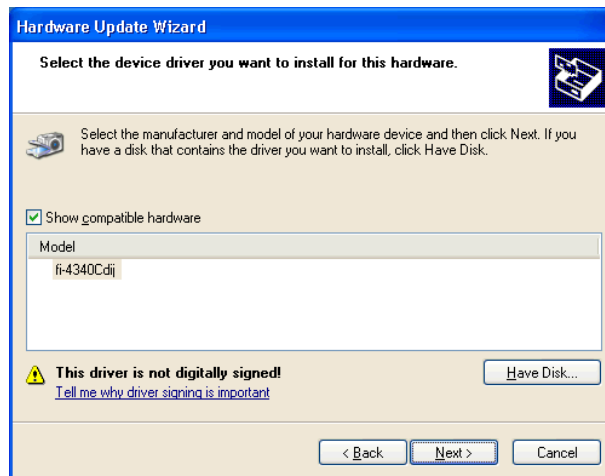 Hardware Update Wizard
Select the device driver you want to install for this hardware.
Select the manufacturer and model of your hardware device and then click Next. If you
have a disk that contains the driver you want to install, click Have Disk.
Show compatible hardware
Model
fi-4340Cdij
This driver is not digitally signed!
Tell me why driver signing is important
Have Disk...
< Back
Next >
Cancel